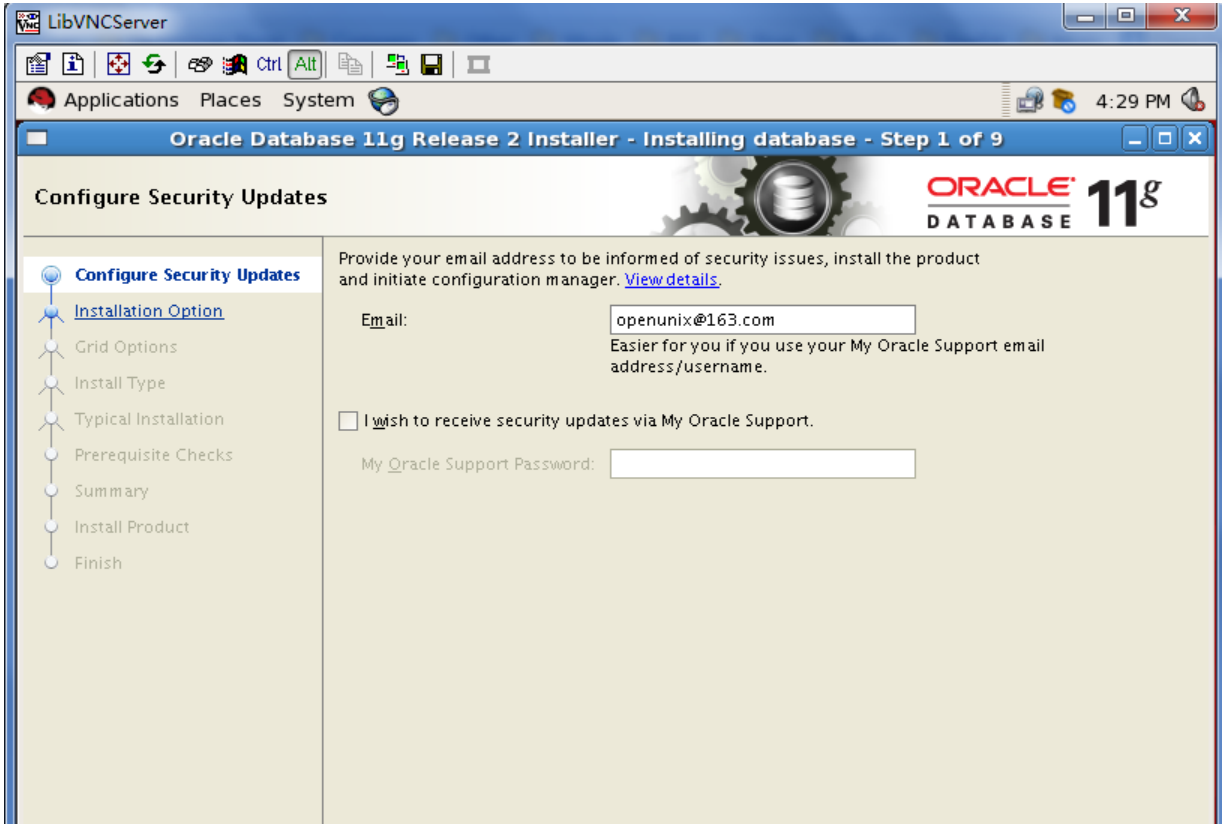 LibVNCServer
Ctrl Alt
Applications Places System 4:29 PM
Oracle Database 11g Release 2 Installer - Installing database - Step 1 of 9
Configure Security Updates
ORACLE
DATABASE
11g
Configure Security Updates
Installation Option
Grid Options
Install Type
Typical Installation
Prerequisite Checks
Summary
Install Product
Finish
Provide your email address to be informed of security issues, install the product
and initiate configuration manager. View details.
Email: openunix@163.com
Easier for you if you use your My Oracle Support email
address/username.
I wish to receive security updates via My Oracle Support.
My Oracle Support Password: